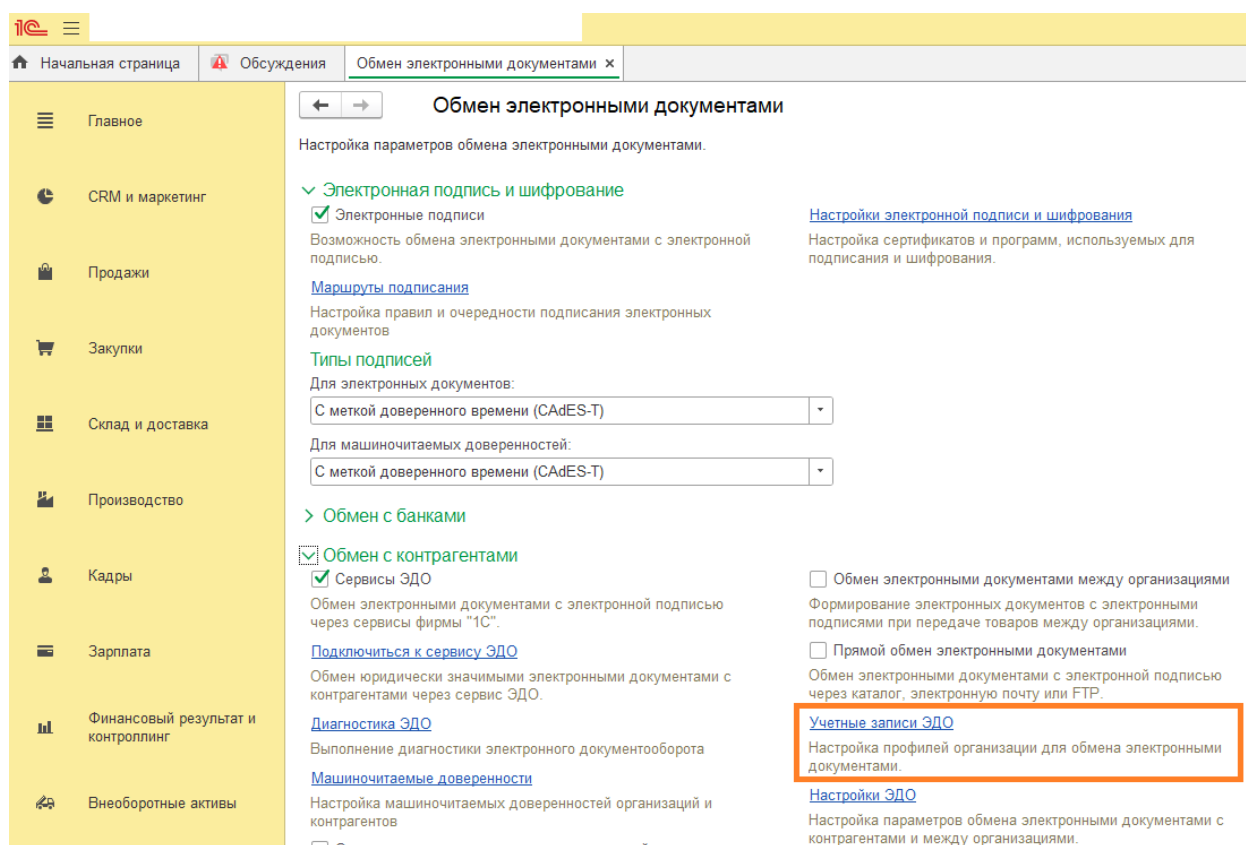 1С
Начальная страница
Обсуждения
Обмен электронными документами ×
Главное
CRM и маркетинг
Продажи
Закупки
Склад и доставка
Производство
Кадры
Зарплата
Финансовый результат и
контроллинг
Внеоборотные активы
Обмен электронными документами
Настройка параметров обмена электронными документами.
Электронная подпись и шифрование
Электронные подписи
Возможность обмена электронными документами с электронной
подписью.
Маршруты подписания
Настройка правил и очередности подписания электронных
документов
Настройки электронной подписи и шифрования
Настройка сертификатов и программ, используемых для
подписания и шифрования.
Типы подписей
Для электронных документов:
С меткой доверенного времени (CAdES-T)
Для машиночитаемых доверенностей:
С меткой доверенного времени (CAdES-T)
Обмен с банками
Обмен с контрагентами
Сервисы ЭДО
Обмен электронными документами с электронной подписью
через сервисы фирмы "1С".
Подключиться к сервису ЭДО
Обмен юридически значимыми электронными документами с
контрагентами через сервис ЭДО.
Диагностика ЭДО
Выполнение диагностики электронного документооборота
Машиночитаемые доверенности
Настройка машиночитаемых доверенностей организаций и
контрагентов
Обмен электронными документами между организациями
Формирование электронных документов с электронными
подписями при передаче товаров между организациями.
Прямой обмен электронными документами
Обмен электронными документами с электронной подписью
через каталог, электронную почту или FTP.
Учетные записи ЭДО
Настройка профилей организации для обмена электронными
документами.
Настройки ЭДО
Настройка параметров обмена электронными документами с
контрагентами и между организациями.